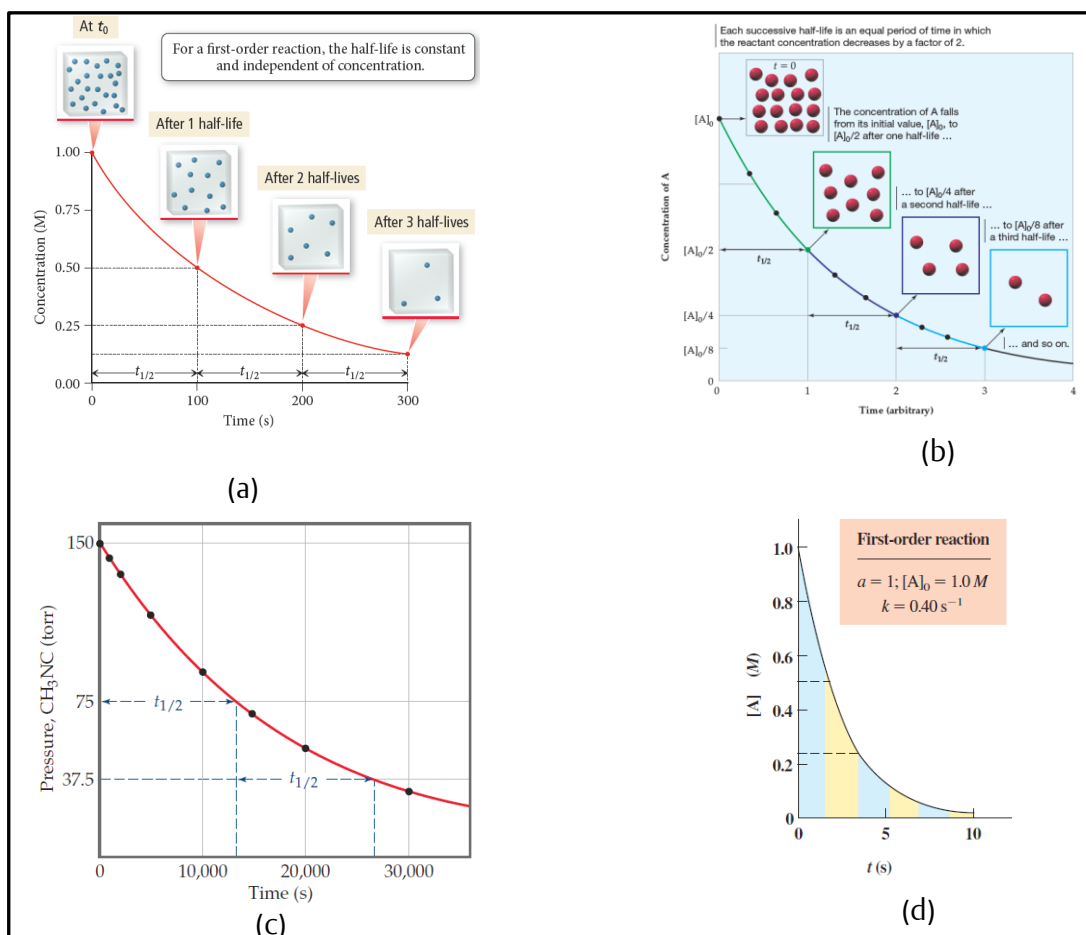 At t0
For a first-order reaction, the half-life is constant
and independent of concentration.
After 1 half-life
After 2 half-lives
After 3 half-lives
1.00
0.75
0.50
0.25
0.00
Concentration (M)
t1/2
t1/2
t1/2
0
100
200
300
Time (s)
(a)
Each successive half-life is an equal period of time in which
the reactant concentration decreases by a factor of 2.
t = 0
The concentration of A falls
from its initial value, [A]0, to
[A]0/2 after one half-life ...
... to [A]0/4 after
a second half-life ...
... to [A]0/8 after
a third half-life ...
... and so on.
[A]0
[A]0/2
[A]0/4
[A]0/8
0
Concentration of A
t1/2
t1/2
t1/2
0
1
2
3
4
Time (arbitrary)
(b)
150
75
37.5
Pressure, CH3NC (torr)
t1/2
t1/2
0
10,000
20,000
30,000
Time (s)
(c)
First-order reaction
a = 1; [A]0 = 1.0 M
k = 0.40 s−1
1.0
0.8
0.6
0.4
0.2
0
[A] (M)
0
5
10
t (s)
(d)